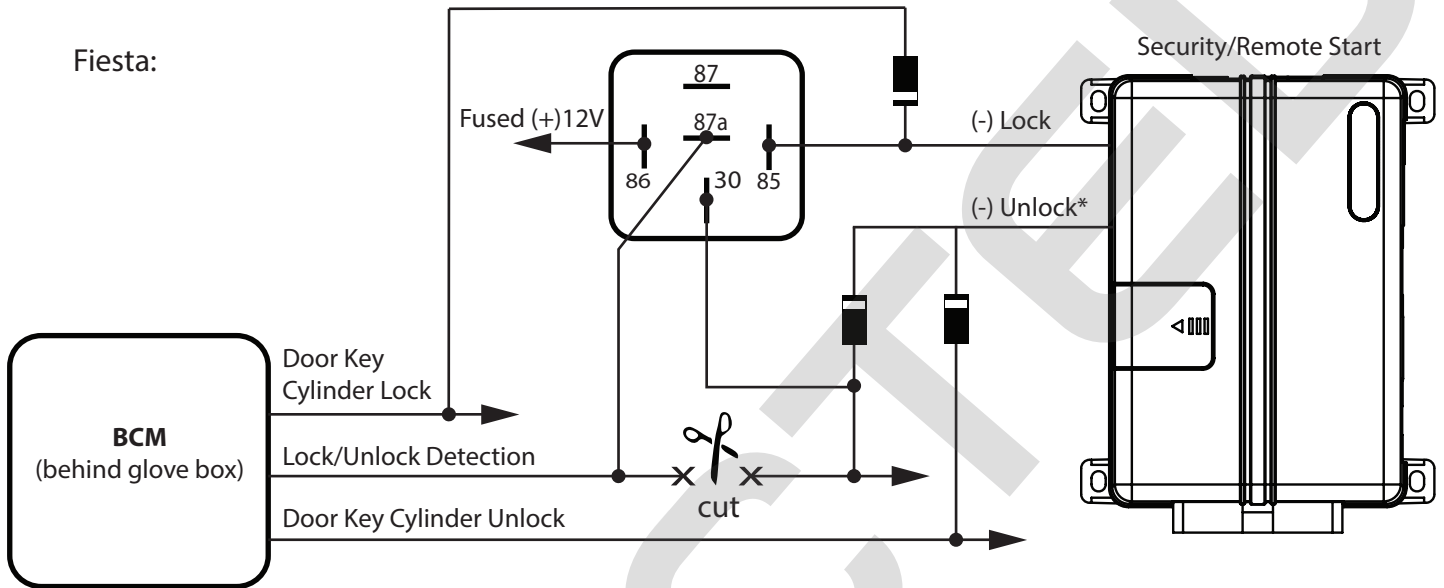 Fiesta:
Security/Remote Start
87
Fused (+)12V
87a
(-) Lock
86
30
85
(-) Unlock*
Door Key
Cylinder Lock
BCM
(behind glove box)
Lock/Unlock Detection
cut
Door Key Cylinder Unlock
CTED